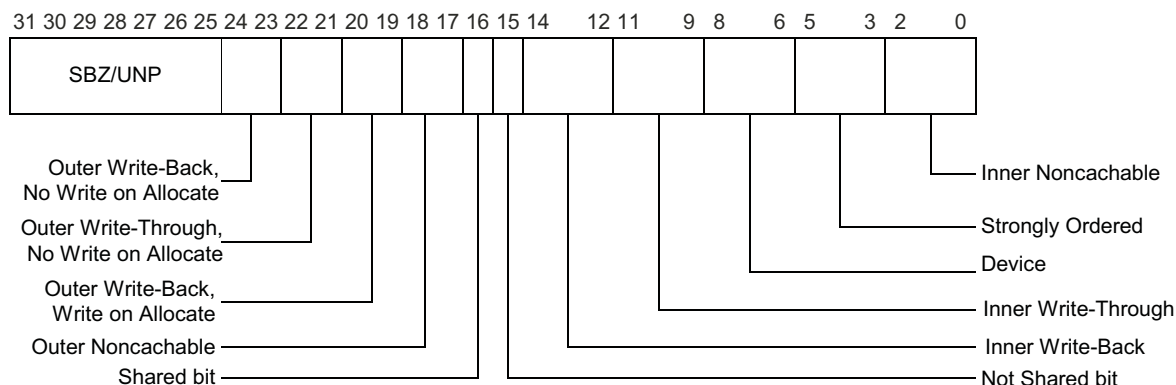 31 30 29 28 27 26 25 24 23 22 21 20 19 18 17 16 15 14 12 11 9 8 6 5 3 2 0
SBZ/UNP
Outer Write-Back,
No Write on Allocate
Outer Write-Through,
No Write on Allocate
Outer Write-Back,
Write on Allocate
Outer Noncachable
Shared bit
Inner Noncachable
Strongly Ordered
Device
Inner Write-Through
Inner Write-Back
Not Shared bit